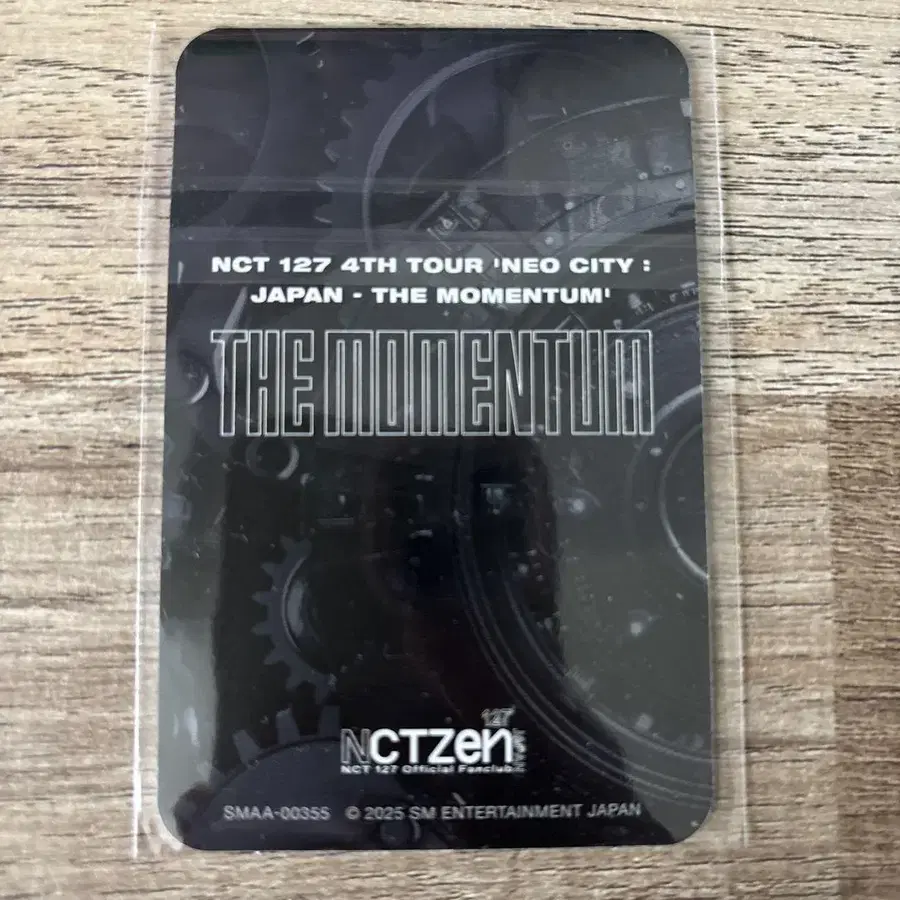 NCT 127 4TH TOUR 'NEO CITY :
JAPAN - THE MOMENTUM'
THE MOMENTUM
127
NCTzen
JAPAN
NCT 127 Official Fanclub
SMAA-00355 © 2025 SM ENTERTAINMENT JAPAN